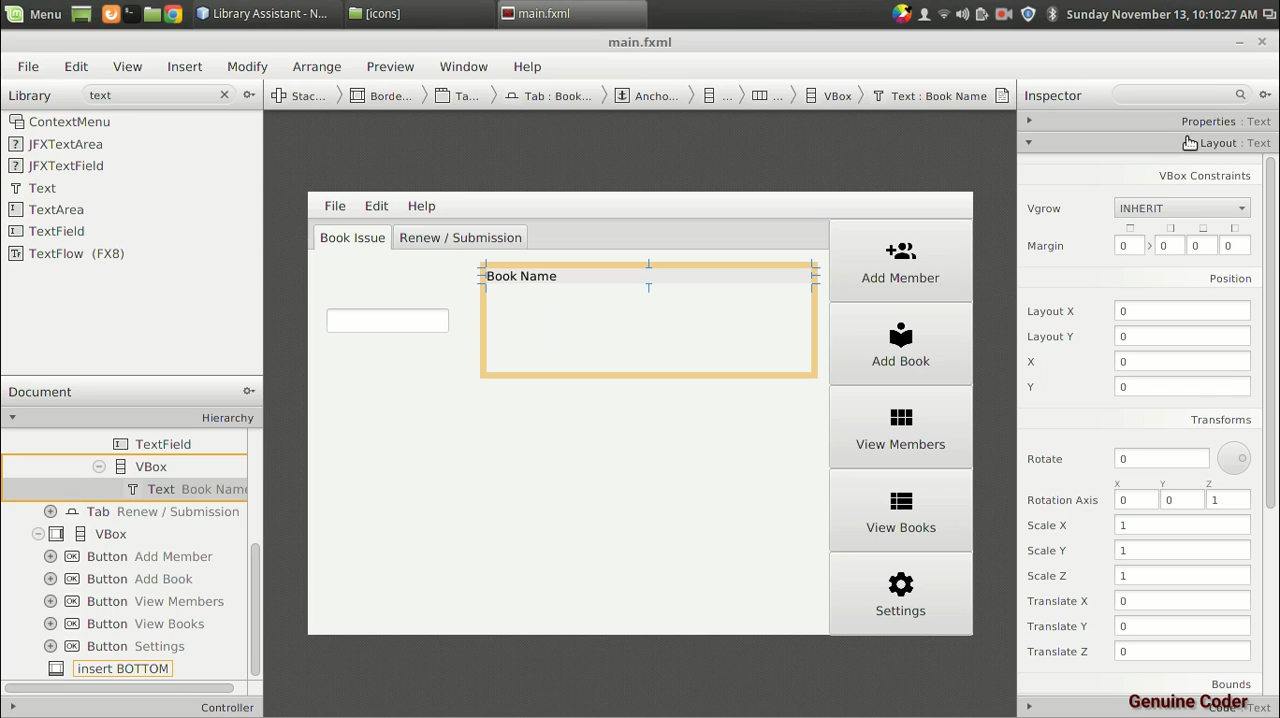 Menu
Library Assistant - N...
[icons]
main.fxml
Sunday November 13, 10:10:27 AM
main.fxml
File Edit View Insert Modify Arrange Preview Window Help
Library
text
Stac...
Borde...
Ta...
Tab : Book...
Ancho...
...
...
VBox
Text : Book Name
Inspector
ContextMenu
JFXTextArea
JFXTextField
Text
TextArea
TextField
TextFlow (FX8)
Document
Hierarchy
TextField
VBox
Text Book Name
Tab Renew / Submission
VBox
Button Add Member
Button Add Book
Button View Members
Button View Books
Button Settings
insert BOTTOM
Controller
File Edit Help
Book Issue
Renew / Submission
Book Name
Add Member
Add Book
View Members
View Books
Settings
Properties : Text
Layout : Text
VBox Constraints
Vgrow INHERIT
Margin 0 0 0 0
Position
Layout X 0
Layout Y 0
X 0
Y 0
Transforms
Rotate 0
X Y Z
Rotation Axis 0 0 1
Scale X 1
Scale Y 1
Scale Z 1
Translate X 0
Translate Y 0
Translate Z 0
Bounds
Code : Text
Genuine Coder